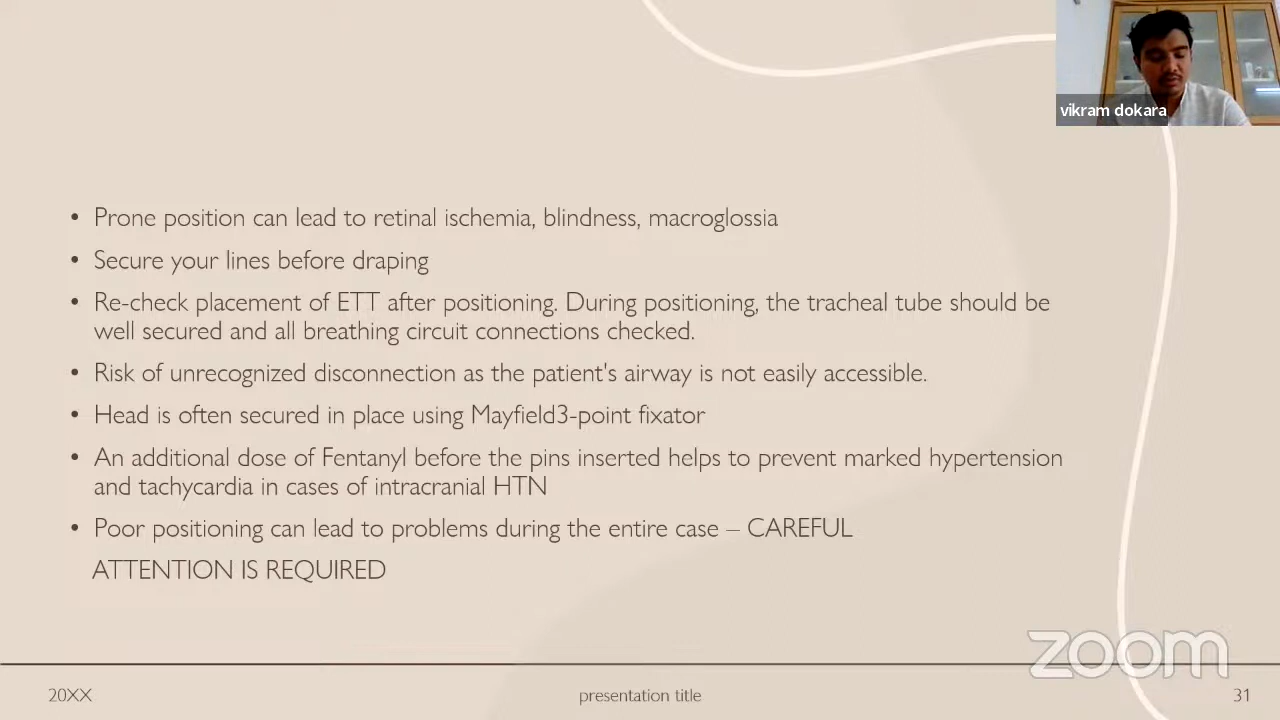 vikram dokara
• Prone position can lead to retinal ischemia, blindness, macroglossia
• Secure your lines before draping
• Re-check placement of ETT after positioning. During positioning, the tracheal tube should be
well secured and all breathing circuit connections checked.
• Risk of unrecognized disconnection as the patient's airway is not easily accessible.
• Head is often secured in place using Mayfield3-point fixator
• An additional dose of Fentanyl before the pins inserted helps to prevent marked hypertension
and tachycardia in cases of intracranial HTN
• Poor positioning can lead to problems during the entire case – CAREFUL
ATTENTION IS REQUIRED
zoom
20XX
presentation title
31